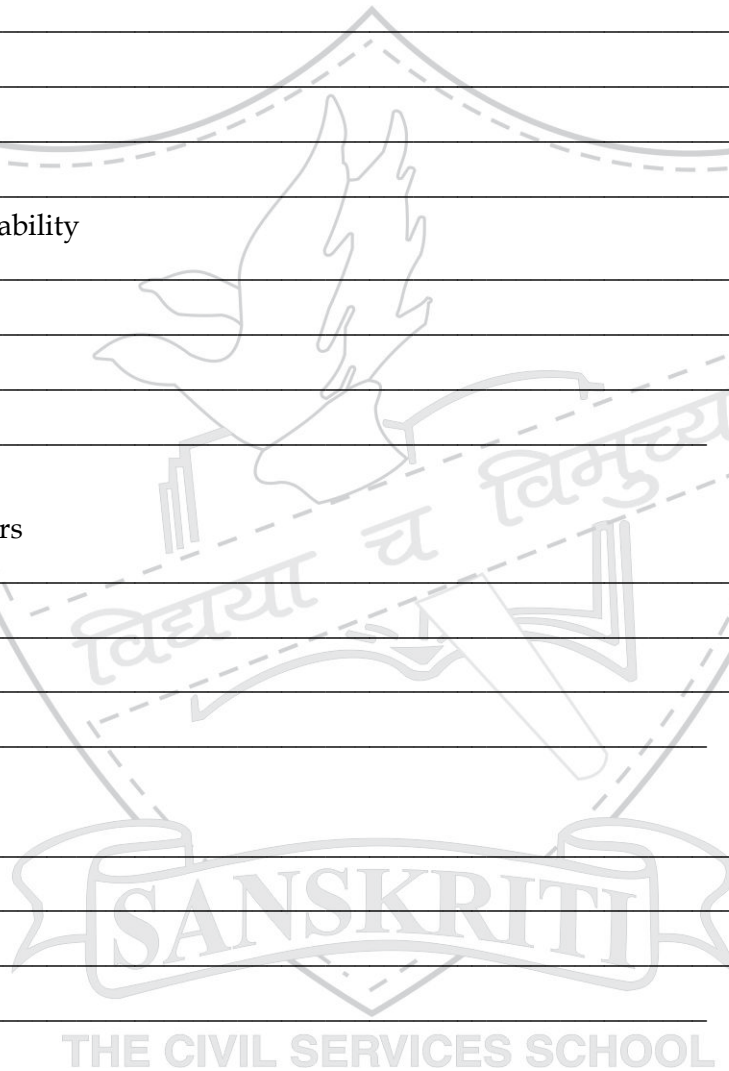 ability
rs
विद्यया च विमुच्य
SANSKRITI
THE CIVIL SERVICES SCHOOL